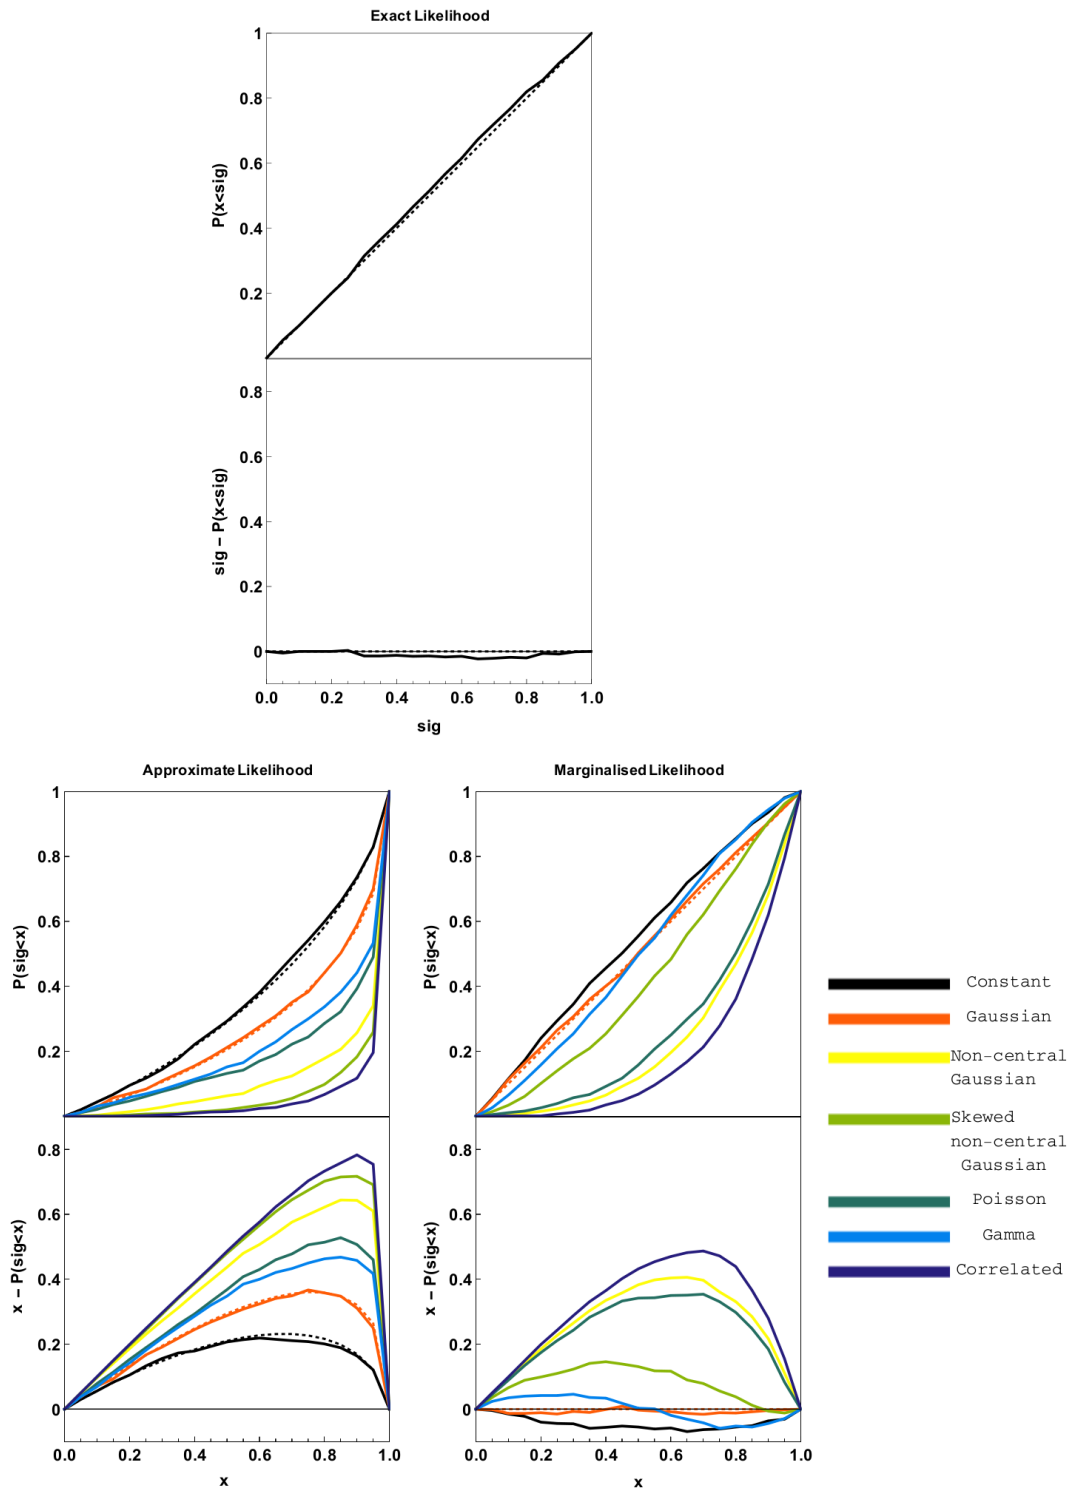 Exact Likelihood
1
0.8
0.6
0.4
0.2
P(x<sig)
0.8
0.6
0.4
0.2
0
sig − P(x<sig)
0.0 0.2 0.4 0.6 0.8 1.0
sig
Approximate Likelihood
1
0.8
0.6
0.4
0.2
P(sig<x)
0.8
0.6
0.4
0.2
0
x − P(sig<x)
0.0 0.2 0.4 0.6 0.8 1.0
x
Marginalised Likelihood
1
0.8
0.6
0.4
0.2
P(sig<x)
0.8
0.6
0.4
0.2
0
x − P(sig<x)
0.0 0.2 0.4 0.6 0.8 1.0
x
Constant
Gaussian
Non-central
Gaussian
Skewed
non-central
Gaussian
Poisson
Gamma
Correlated